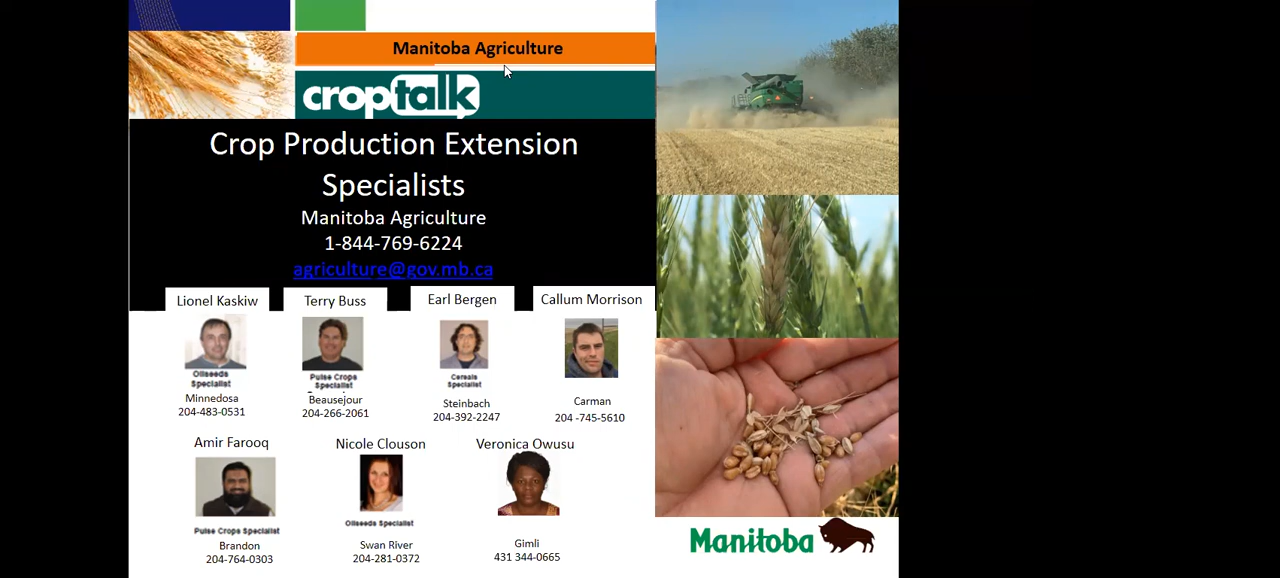 Manitoba Agriculture
croptalk
Crop Production Extension
Specialists
Manitoba Agriculture
1-844-769-6224
agriculture@gov.mb.ca
Lionel Kaskiw
Oilseeds
Specialist
Minnedosa
204-483-0531
Terry Buss
Pulse Crops
Specialist
Beausejour
204-266-2061
Earl Bergen
Cereals
Specialist
Steinbach
204-392-2247
Callum Morrison
Carman
204 -745-5610
Amir Farooq
Pulse Crops Specialist
Brandon
204-764-0303
Nicole Clouson
Oilseeds Specialist
Swan River
204-281-0372
Veronica Owusu
Gimli
431 344-0665
Manitoba